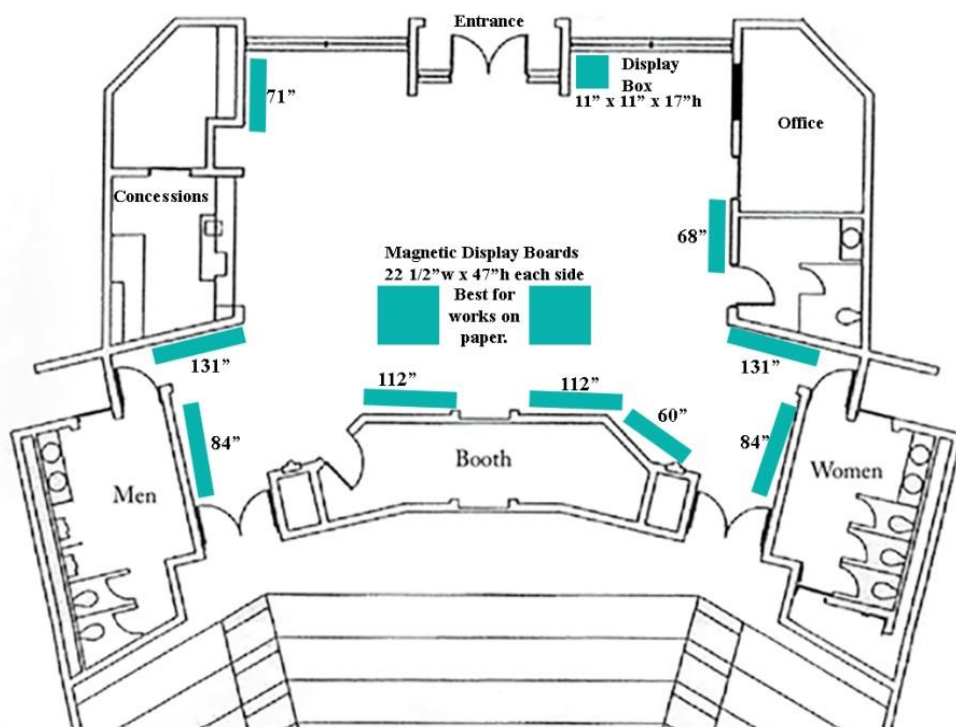 Entrance
Display
Box
11” x 11” x 17”h
71”
Office
Concessions
68”
Magnetic Display Boards
22 1/2”w x 47”h each side
Best for
works on
paper.
131”
131”
112”
112”
60”
84”
84”
Booth
Men
Women